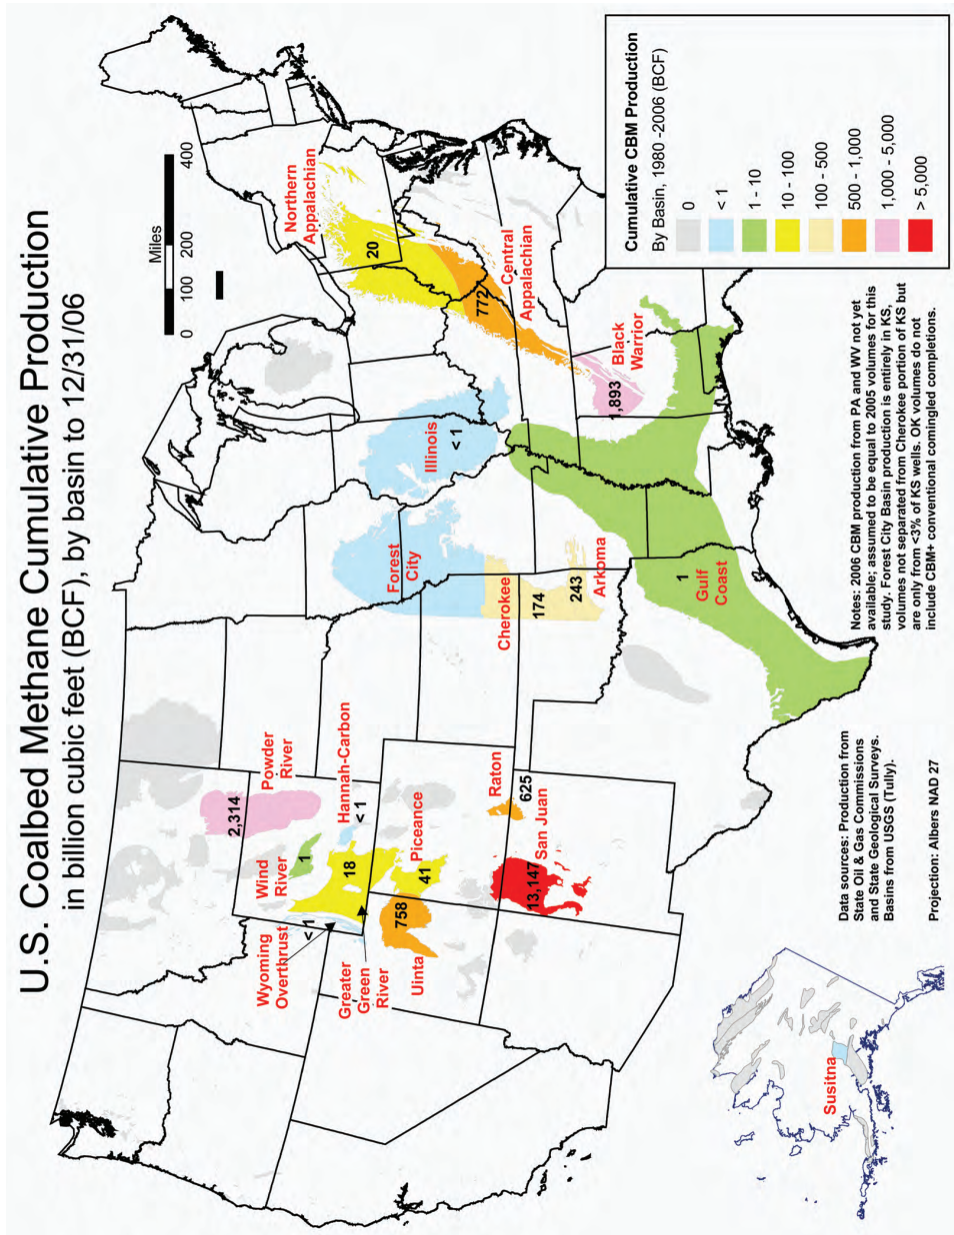 U.S. Coalbed Methane Cumulative Production
in billion cubic feet (BCF), by basin to 12/31/06
Miles
0 100 200 400
Powder
River
2,314
Wind
River
1
Wyoming
Overthrust
< 1
Hannah-Carbon
< 1
Greater
Green
River
18
Uinta
758
Piceance
41
Raton
625
San Juan
13,147
Forest
City
Cherokee
174
243
Arkoma
Illinois
< 1
Gulf
Coast
1
Northern
Appalachian
20
Central
Appalachian
772
Black
Warrior
1,893
Susitna
Data sources: Production from
State Oil & Gas Commissions
and State Geological Surveys.
Basins from USGS (Tully).
Projection: Albers NAD 27
Notes: 2006 CBM production from PA and WV not yet
available; assumed to be equal to 2005 volumes for this
study. Forest City Basin production is entirely in KS,
volumes not separated from Cherokee portion of KS but
are only from <3% of KS wells. OK volumes do not
include CBM+ conventional comingled completions.
Cumulative CBM Production
By Basin, 1980 -2006 (BCF)
0
< 1
1 - 10
10 - 100
100 - 500
500 - 1,000
1,000 - 5,000
> 5,000